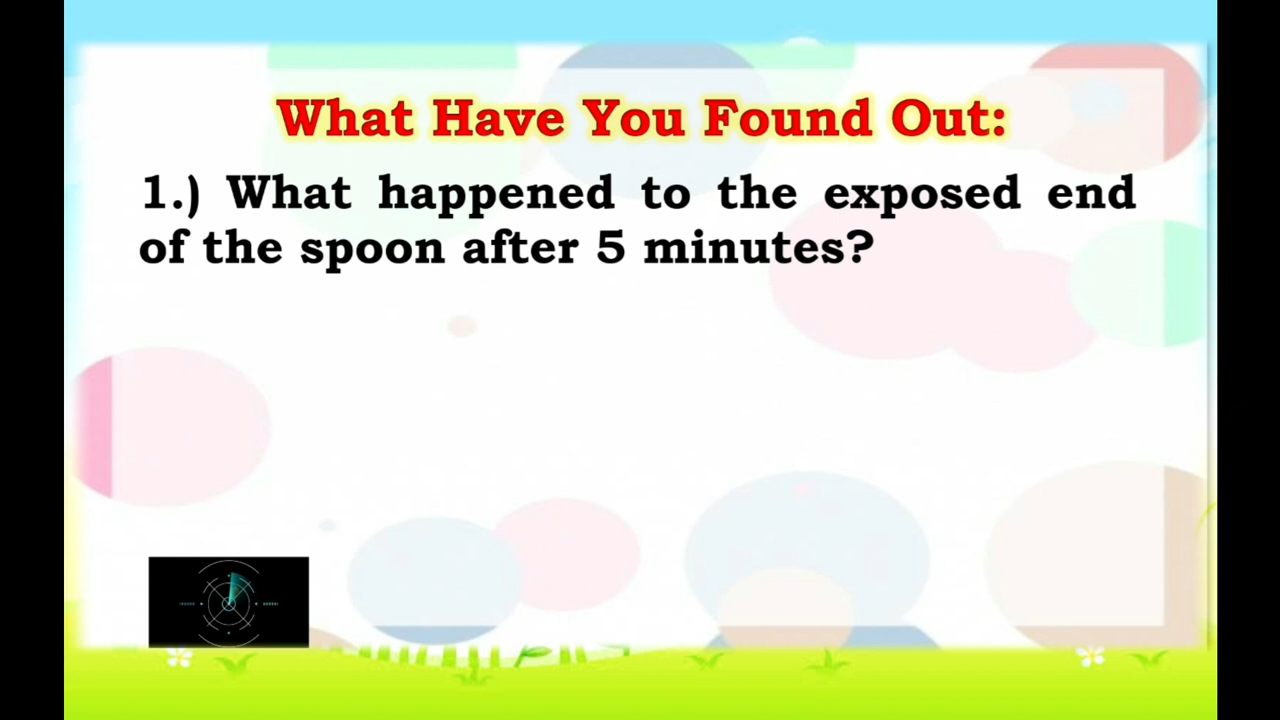 What Have You Found Out:
1.) What happened to the exposed end
of the spoon after 5 minutes?